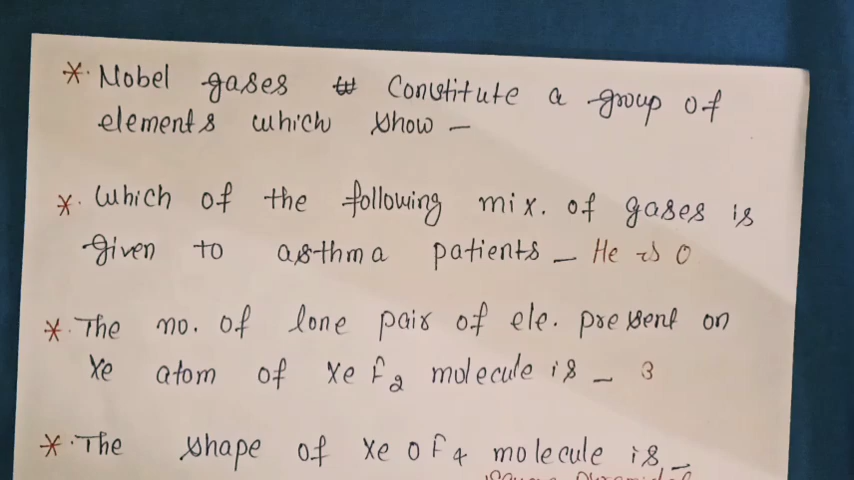 * Nobel gases Constitute a group of
elements which show —
* Which of the following mix. of gases is
given to asthma patients — He is O
* The no. of lone pair of ele. present on
Xe atom of XeF2 molecule is — 3
* The shape of XeOF4 molecule is —